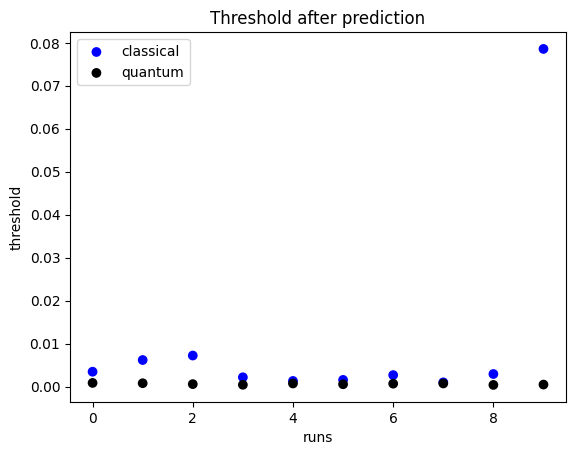 Threshold after prediction
classical
quantum
0.08
0.07
0.06
0.05
0.04
0.03
0.02
0.01
0.00
threshold
0 2 4 6 8
runs